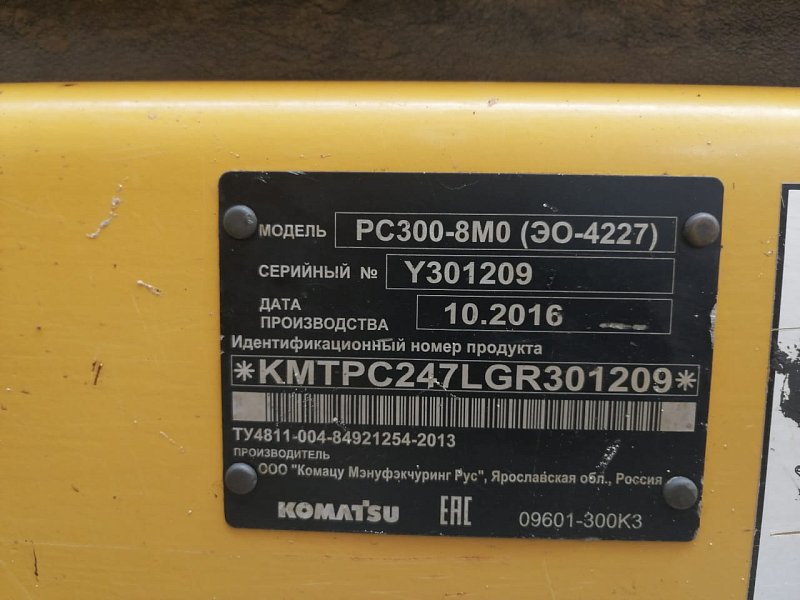 МОДЕЛЬ PC300-8M0 (ЭО-4227)
СЕРИЙНЫЙ № Y301209
ДАТА
ПРОИЗВОДСТВА 10.2016
Идентификационный номер продукта
*KMTPC247LGR301209*
ТУ4811-004-84921254-2013
ПРОИЗВОДИТЕЛЬ
ООО "Комацу Мэнуфэкчуринг Рус", Ярославская обл., Россия
KOMATSU EAC 09601-300K3